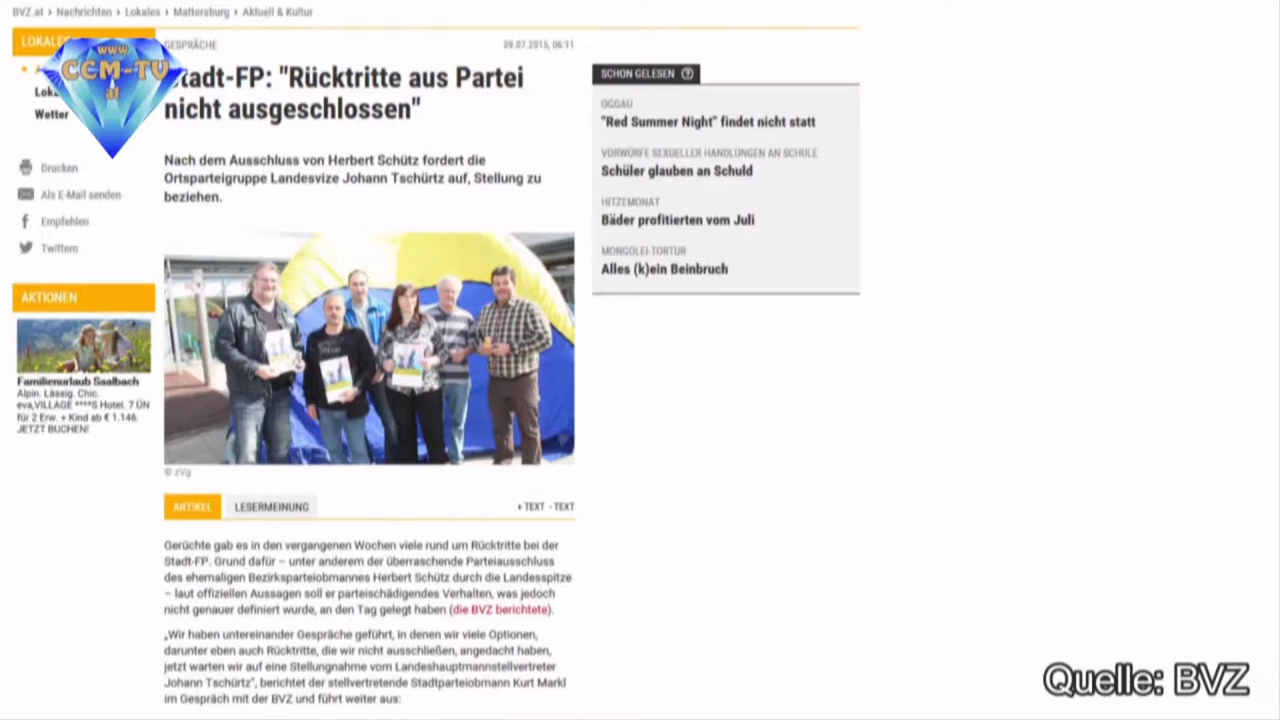 BVZ.at › Nachrichten › Lokales › Mattersburg › Aktuell & Kultur
LOKALES
www
CCM-TV
.at
Wetter
Drucken
Als E-Mail senden
Empfehlen
Twittern
AKTIONEN
Familienurlaub Saalbach
Alpin. Lässig. Chic.
eva,VILLAGE ****S Hotel. 7 ÜN
für 2 Erw. + Kind ab € 1.146.
JETZT BUCHEN!
GESPRÄCHE
29.07.2015, 06:11
Stadt-FP: "Rücktritte aus Partei
nicht ausgeschlossen"
Nach dem Ausschluss von Herbert Schütz fordert die
Ortsparteigruppe Landesvize Johann Tschürtz auf, Stellung zu
beziehen.
© zVg
ARTIKEL
LESERMEINUNG
+ TEXT - TEXT
Gerüchte gab es in den vergangenen Wochen viele rund um Rücktritte bei der
Stadt-FP. Grund dafür – unter anderem der überraschende Parteiausschluss
des ehemaligen Bezirksparteiobmannes Herbert Schütz durch die Landesspitze
– laut offiziellen Aussagen soll er parteischädigendes Verhalten, was jedoch
nicht genauer definiert wurde, an den Tag gelegt haben (die BVZ berichtete).
„Wir haben untereinander Gespräche geführt, in denen wir viele Optionen,
darunter eben auch Rücktritte, die wir nicht ausschließen, angedacht haben,
jetzt warten wir auf eine Stellungnahme vom Landeshauptmannstellvertreter
Johann Tschürtz", berichtet der stellvertretende Stadtparteiobmann Kurt Markl
im Gespräch mit der BVZ und führt weiter aus:
SCHON GELESEN
OGGAU
"Red Summer Night" findet nicht statt
VORWÜRFE SEXUELLER HANDLUNGEN AN SCHULE
Schüler glauben an Schuld
HITZEMONAT
Bäder profitierten vom Juli
MONGOLEI-TORTUR
Alles (k)ein Beinbruch
Quelle: BVZ